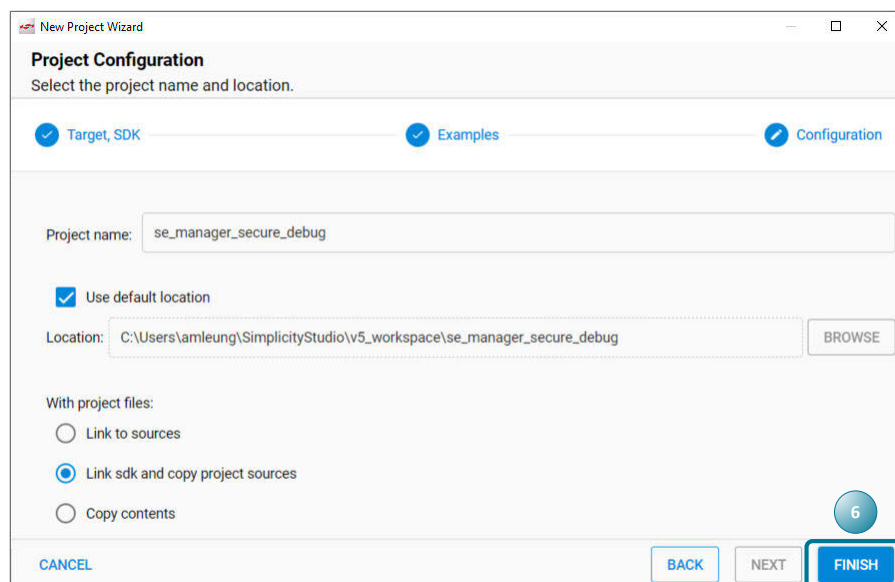 New Project Wizard
Project Configuration
Select the project name and location.
Target, SDK
Examples
Configuration
Project name:
se_manager_secure_debug
Use default location
Location:
C:\Users\amleung\SimplicityStudio\v5_workspace\se_manager_secure_debug
BROWSE
With project files:
Link to sources
Link sdk and copy project sources
Copy contents
6
CANCEL
BACK
NEXT
FINISH